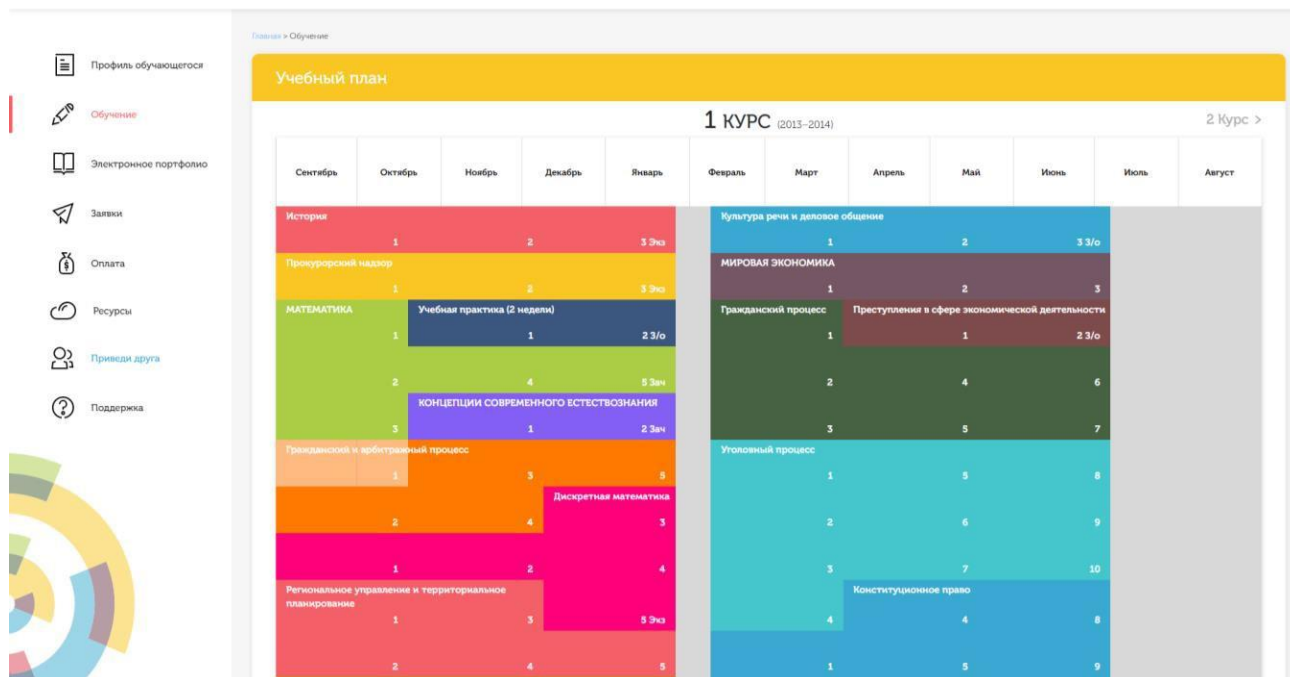 Главная > Обучение
Профиль обучающегося
Обучение
Электронное портфолио
Заявки
Оплата
Ресурсы
Приведи друга
Поддержка
Учебный план
1 КУРС (2013–2014)
2 Курс >
Сентябрь Октябрь Ноябрь Декабрь Январь Февраль Март Апрель Май Июнь Июль Август
История Культура речи и деловое общение
1 2 3 Экз 1 2 3 З/о
Прокурорский надзор МИРОВАЯ ЭКОНОМИКА
1 2 3 Экз 1 2 3
МАТЕМАТИКА Учебная практика (2 недели) Гражданский процесс Преступления в сфере экономической деятельности
1 1 2 З/о 1 1 2 З/о
2 4 5 Зач 2 4 6
КОНЦЕПЦИИ СОВРЕМЕННОГО ЕСТЕСТВОЗНАНИЯ
3 1 2 Зач 3 5 7
Гражданский и арбитражный процесс Уголовный процесс
1 3 5 1 5 8
Дискретная математика
2 4 3 2 6 9
1 2 4 3 7 10
Региональное управление и территориальное Конституционное право
планирование
1 3 5 Экз 4 4 8
2 4 5 1 5 9